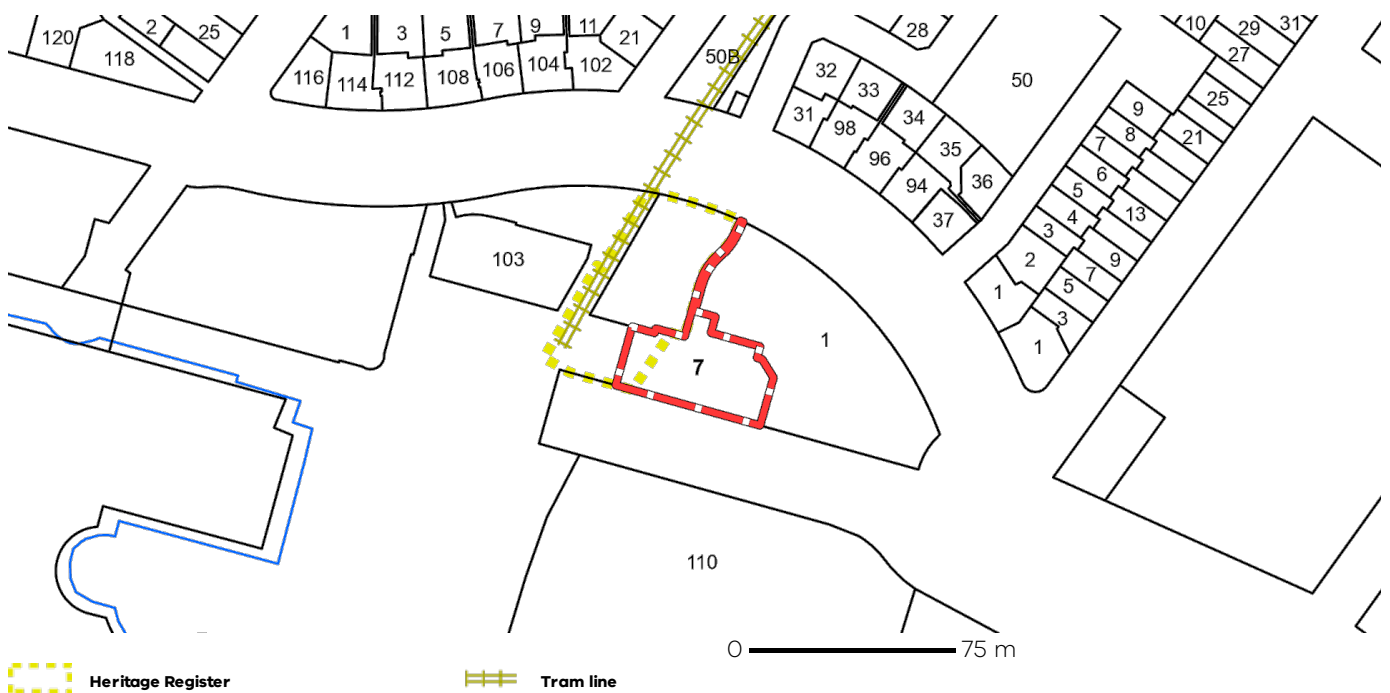 120 2 25 118
1 3 5 7 9 11 21
116 114 112 108 106 104 102
50B
28
32 33 31 98 34 96 35 94 36 37
50
10 29 31 27 25 21 13 9 7 5 3 1
9 8 7 6 5 4 3 2 1
103
1
7
110
0 75 m
Heritage Register
Tram line